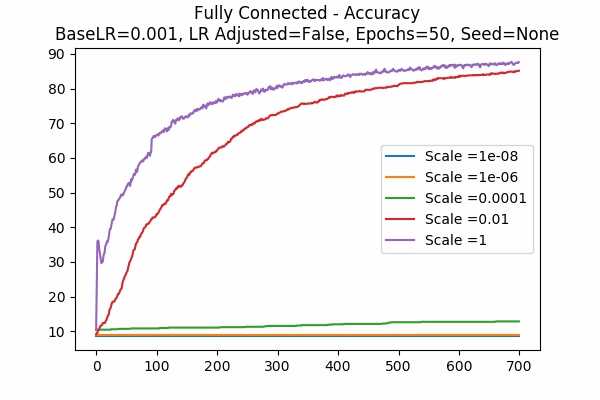 Fully Connected - Accuracy
BaseLR=0.001, LR Adjusted=False, Epochs=50, Seed=None
90
80
70
60
50
40
30
20
10
Scale =1e-08
Scale =1e-06
Scale =0.0001
Scale =0.01
Scale =1
0 100 200 300 400 500 600 700